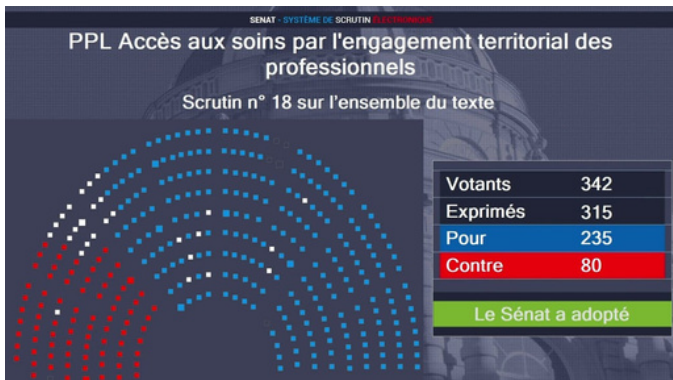 SENAT - SYSTÈME DE SCRUTIN ÉLECTRONIQUE
PPL Accès aux soins par l'engagement territorial des
professionnels
Scrutin n° 18 sur l'ensemble du texte
Votants 342
Exprimés 315
Pour 235
Contre 80
Le Sénat a adopté